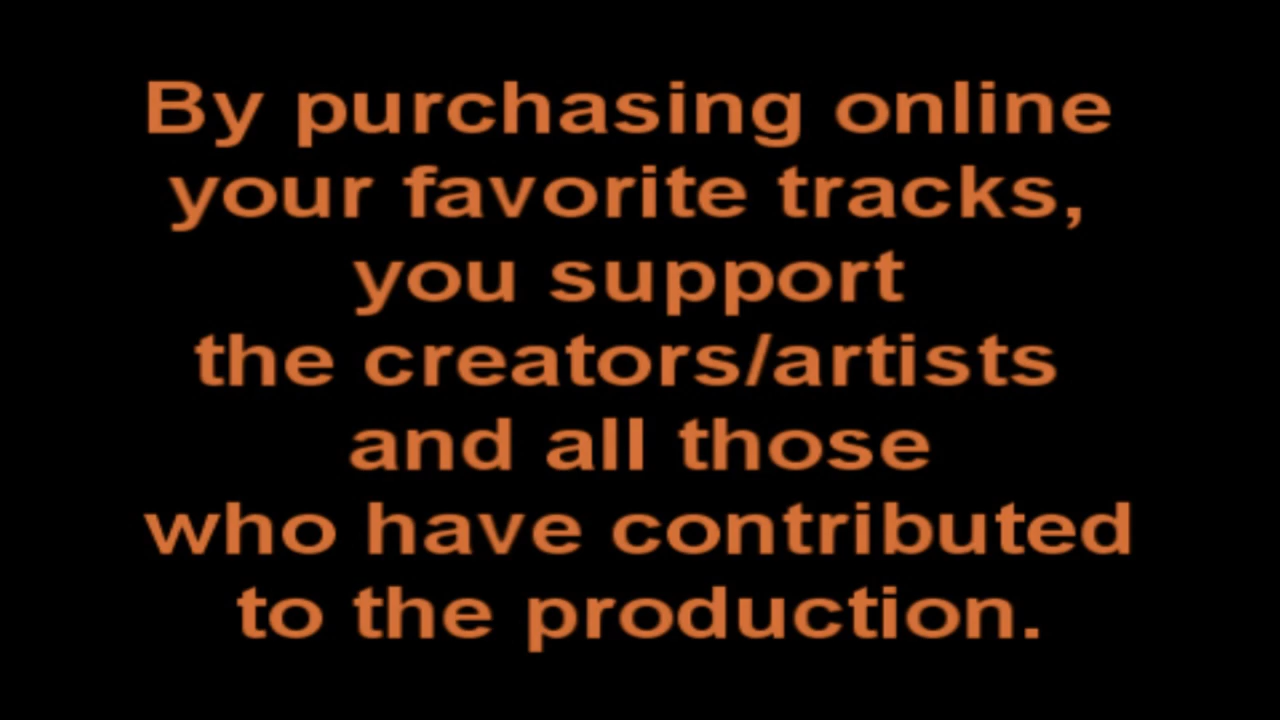 By purchasing online
your favorite tracks,
you support
the creators/artists
and all those
who have contributed
to the production.